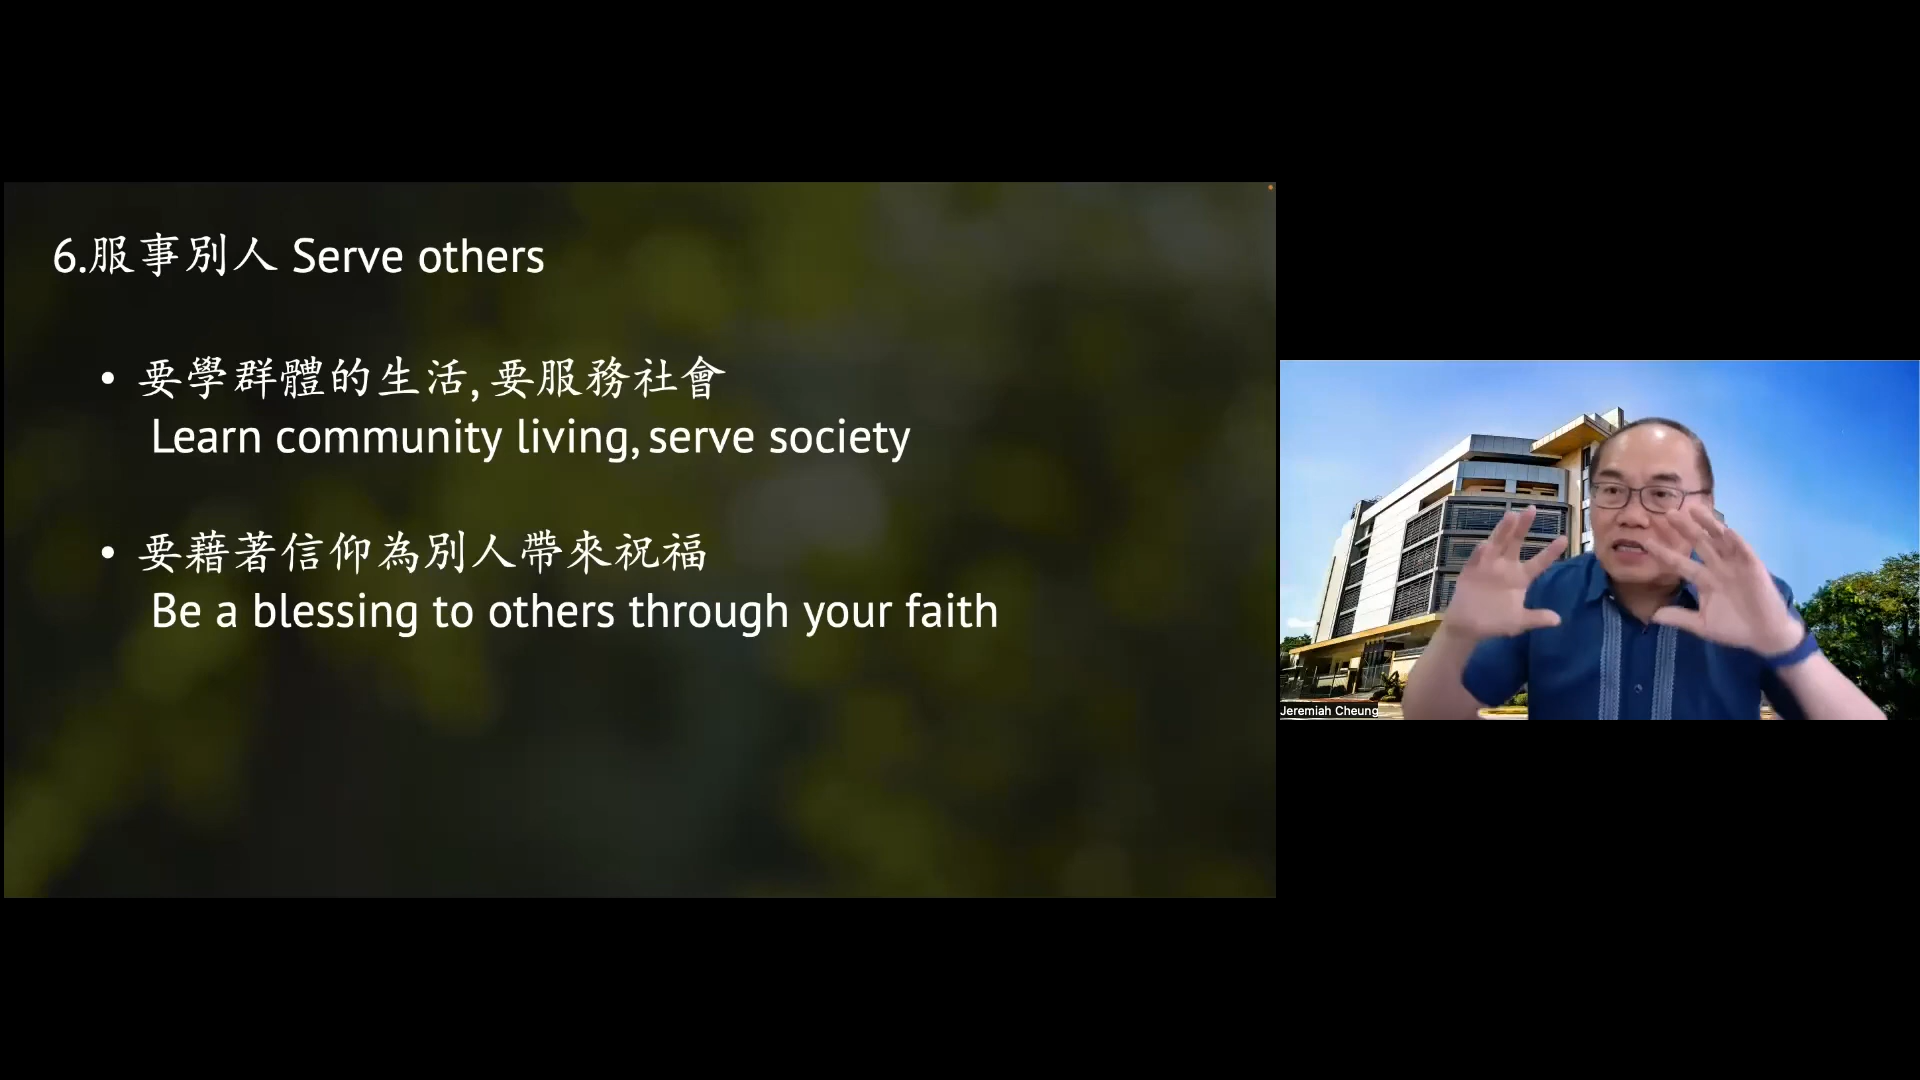 6.服事別人 Serve others
• 要學群體的生活, 要服務社會
Learn community living, serve society
• 要藉著信仰為別人帶來祝福
Be a blessing to others through your faith
Jeremiah Cheung